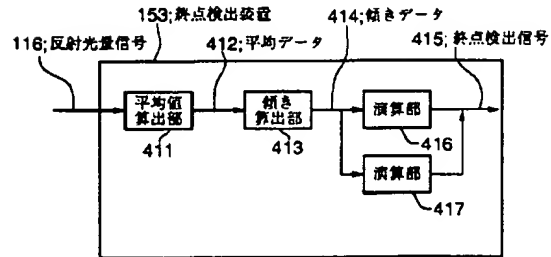 153;終点検出装置
414;傾きデータ
116;反射光量信号
412;平均データ
415;終点検出信号
平均値
算出部
411
傾き
算出部
413
演算部
416
演算部
417